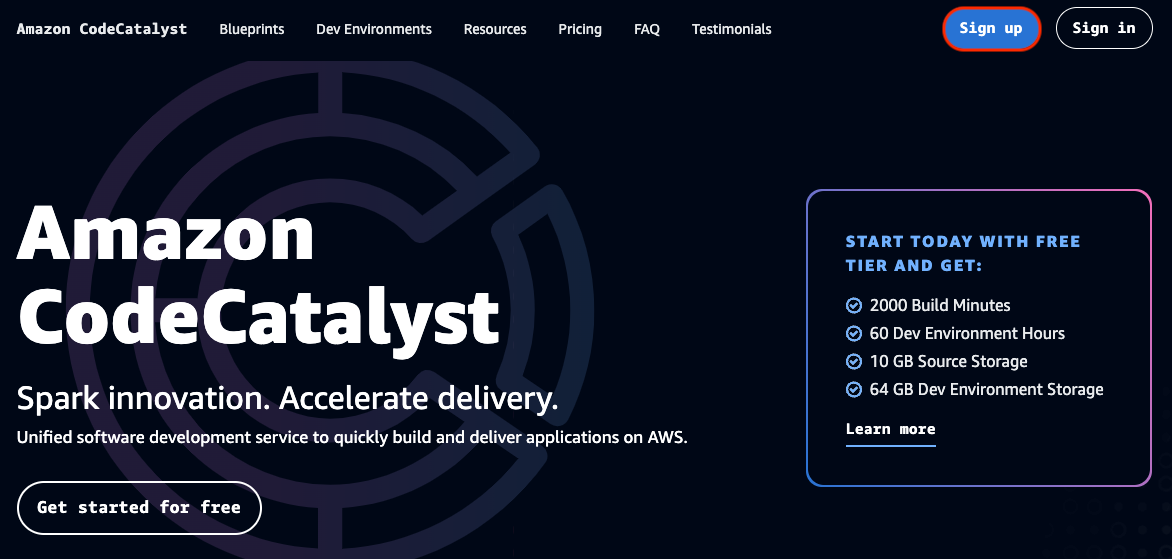 Amazon CodeCatalyst Blueprints Dev Environments Resources Pricing FAQ Testimonials Sign up Sign in
Amazon
CodeCatalyst
Spark innovation. Accelerate delivery.
Unified software development service to quickly build and deliver applications on AWS.
Get started for free
START TODAY WITH FREE
TIER AND GET:
2000 Build Minutes
60 Dev Environment Hours
10 GB Source Storage
64 GB Dev Environment Storage
Learn more